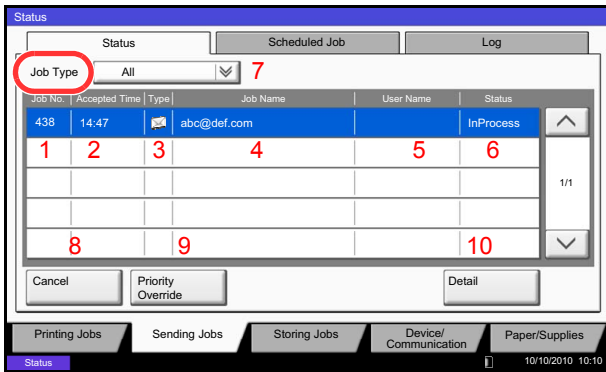 Status
Status Scheduled Job Log
Job Type All 7
Job No. Accepted Time Type Job Name User Name Status
438 14:47 abc@def.com InProcess
1 2 3 4 5 6
1/1
8 9 10
Cancel Priority Override Detail
Printing Jobs Sending Jobs Storing Jobs Device/ Communication Paper/Supplies
Status 10/10/2010 10:10